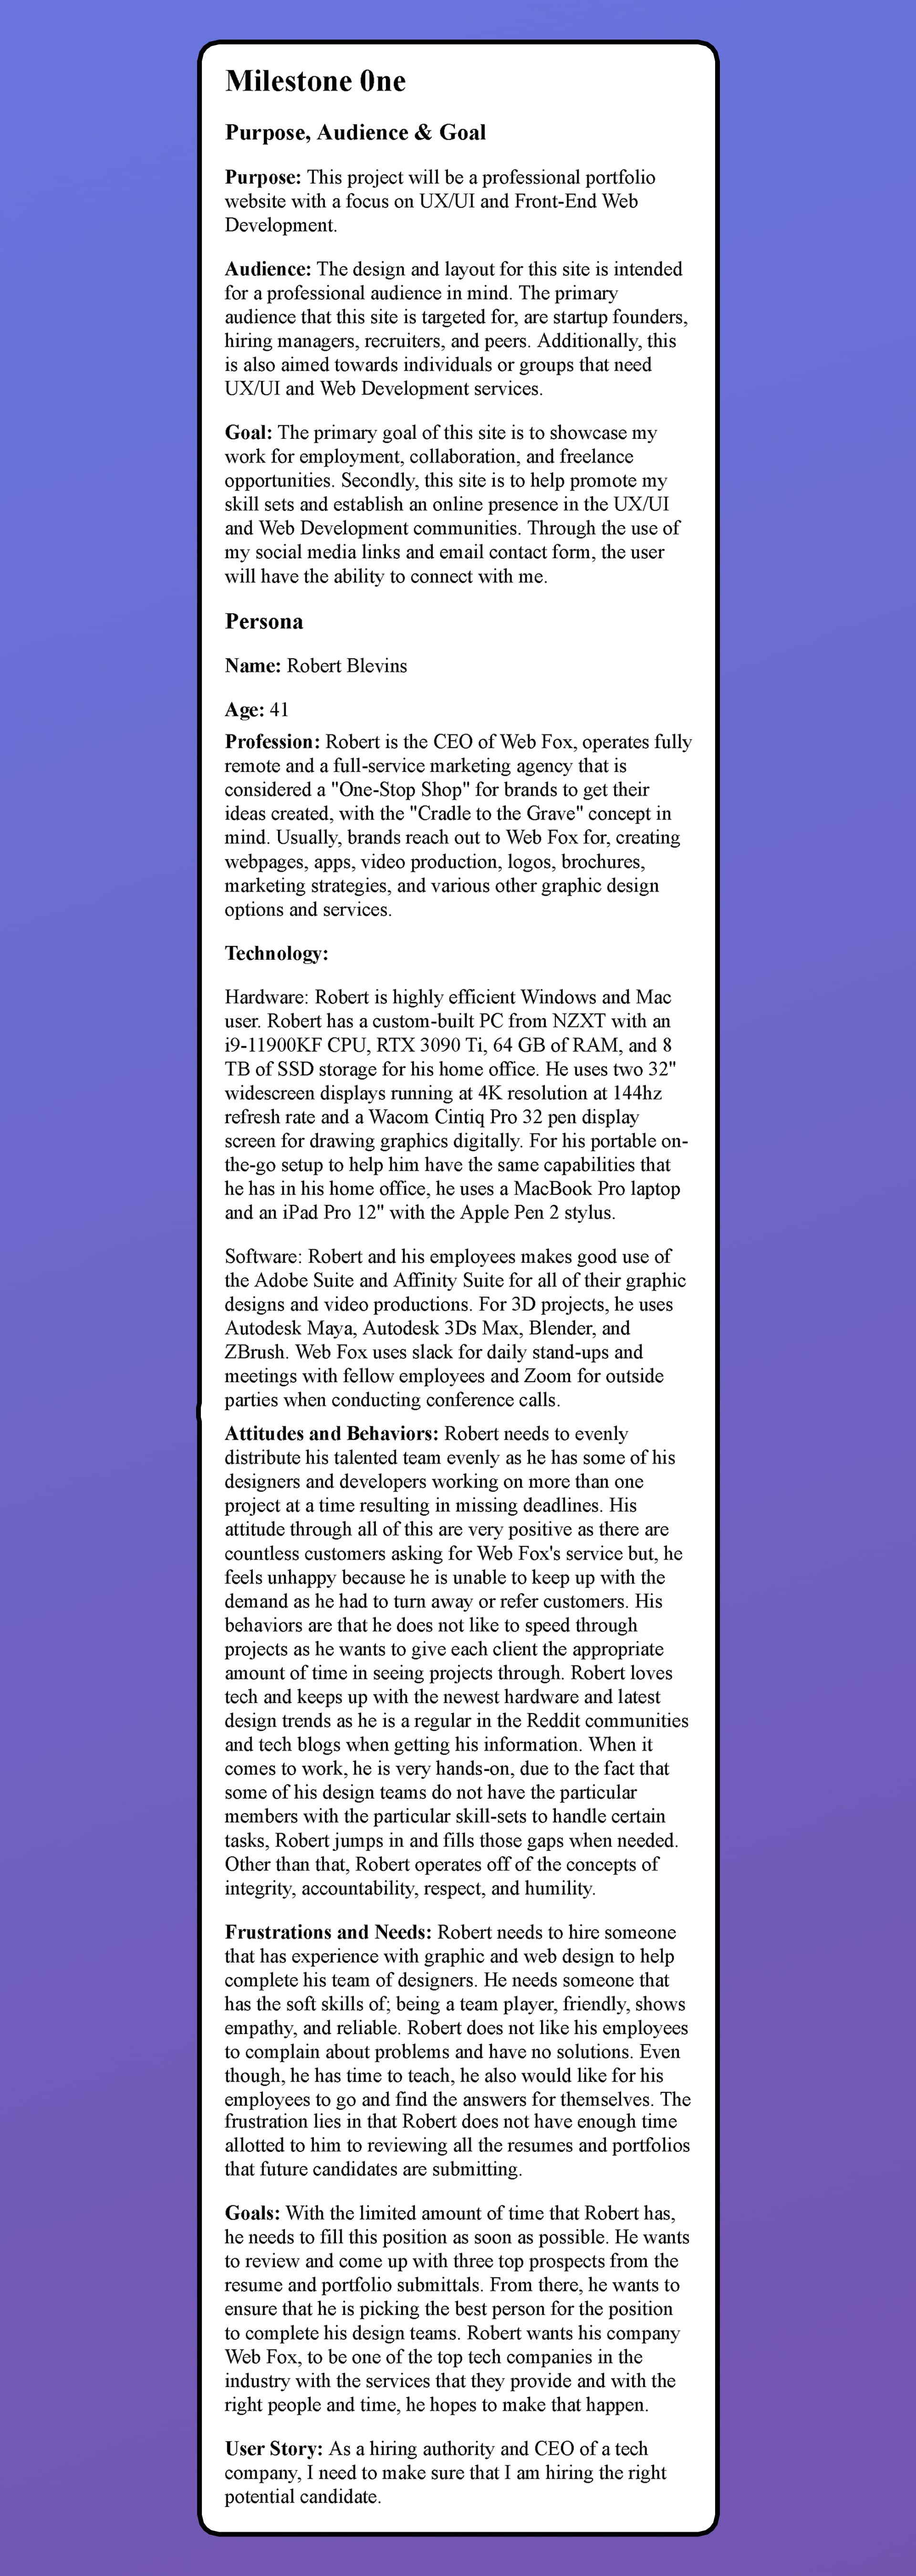 Milestone 0ne
Purpose, Audience & Goal
Purpose: This project will be a professional portfolio
website with a focus on UX/UI and Front-End Web
Development.
Audience: The design and layout for this site is intended
for a professional audience in mind. The primary
audience that this site is targeted for, are startup founders,
hiring managers, recruiters, and peers. Additionally, this
is also aimed towards individuals or groups that need
UX/UI and Web Development services.
Goal: The primary goal of this site is to showcase my
work for employment, collaboration, and freelance
opportunities. Secondly, this site is to help promote my
skill sets and establish an online presence in the UX/UI
and Web Development communities. Through the use of
my social media links and email contact form, the user
will have the ability to connect with me.
Persona
Name: Robert Blevins
Age: 41
Profession: Robert is the CEO of Web Fox, operates fully
remote and a full-service marketing agency that is
considered a "One-Stop Shop" for brands to get their
ideas created, with the "Cradle to the Grave" concept in
mind. Usually, brands reach out to Web Fox for, creating
webpages, apps, video production, logos, brochures,
marketing strategies, and various other graphic design
options and services.
Technology:
Hardware: Robert is highly efficient Windows and Mac
user. Robert has a custom-built PC from NZXT with an
i9-11900KF CPU, RTX 3090 Ti, 64 GB of RAM, and 8
TB of SSD storage for his home office. He uses two 32"
widescreen displays running at 4K resolution at 144hz
refresh rate and a Wacom Cintiq Pro 32 pen display
screen for drawing graphics digitally. For his portable on-
the-go setup to help him have the same capabilities that
he has in his home office, he uses a MacBook Pro laptop
and an iPad Pro 12" with the Apple Pen 2 stylus.
Software: Robert and his employees makes good use of
the Adobe Suite and Affinity Suite for all of their graphic
designs and video productions. For 3D projects, he uses
Autodesk Maya, Autodesk 3Ds Max, Blender, and
ZBrush. Web Fox uses slack for daily stand-ups and
meetings with fellow employees and Zoom for outside
parties when conducting conference calls.
Attitudes and Behaviors: Robert needs to evenly
distribute his talented team evenly as he has some of his
designers and developers working on more than one
project at a time resulting in missing deadlines. His
attitude through all of this are very positive as there are
countless customers asking for Web Fox's service but, he
feels unhappy because he is unable to keep up with the
demand as he had to turn away or refer customers. His
behaviors are that he does not like to speed through
projects as he wants to give each client the appropriate
amount of time in seeing projects through. Robert loves
tech and keeps up with the newest hardware and latest
design trends as he is a regular in the Reddit communities
and tech blogs when getting his information. When it
comes to work, he is very hands-on, due to the fact that
some of his design teams do not have the particular
members with the particular skill-sets to handle certain
tasks, Robert jumps in and fills those gaps when needed.
Other than that, Robert operates off of the concepts of
integrity, accountability, respect, and humility.
Frustrations and Needs: Robert needs to hire someone
that has experience with graphic and web design to help
complete his team of designers. He needs someone that
has the soft skills of; being a team player, friendly, shows
empathy, and reliable. Robert does not like his employees
to complain about problems and have no solutions. Even
though, he has time to teach, he also would like for his
employees to go and find the answers for themselves. The
frustration lies in that Robert does not have enough time
allotted to him to reviewing all the resumes and portfolios
that future candidates are submitting.
Goals: With the limited amount of time that Robert has,
he needs to fill this position as soon as possible. He wants
to review and come up with three top prospects from the
resume and portfolio submittals. From there, he wants to
ensure that he is picking the best person for the position
to complete his design teams. Robert wants his company
Web Fox, to be one of the top tech companies in the
industry with the services that they provide and with the
right people and time, he hopes to make that happen.
User Story: As a hiring authority and CEO of a tech
company, I need to make sure that I am hiring the right
potential candidate.